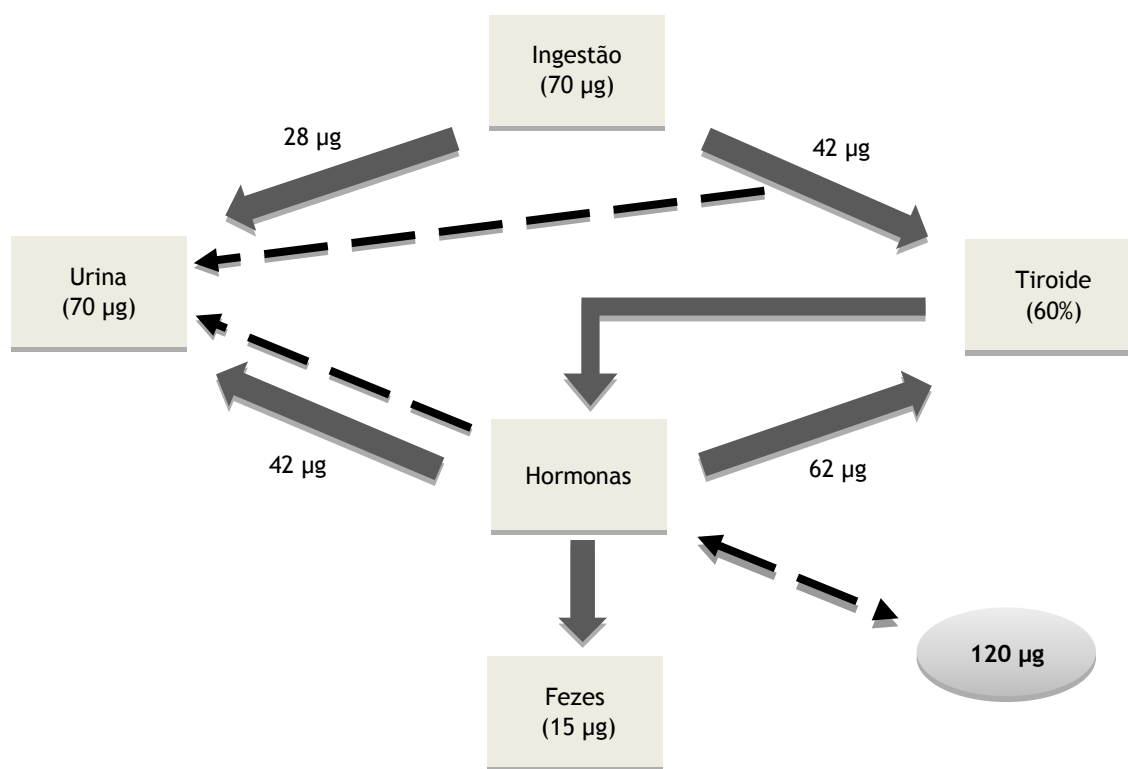 Ingestão
(70 µg)
28 µg
42 µg
Urina
(70 µg)
Tiroide
(60%)
42 µg
Hormonas
62 µg
120 µg
Fezes
(15 µg)